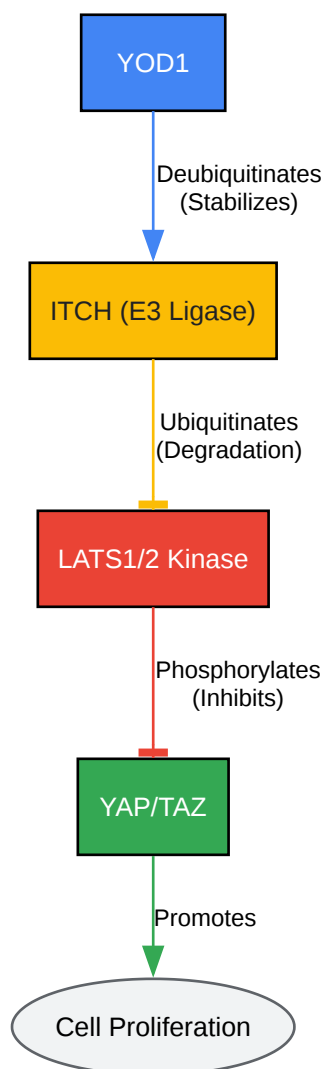 YOD1
Deubiquitinates
(Stabilizes)
ITCH (E3 Ligase)
Ubiquitinates
(Degradation)
LATS1/2 Kinase
Phosphorylates
(Inhibits)
YAP/TAZ
Promotes
Cell Proliferation